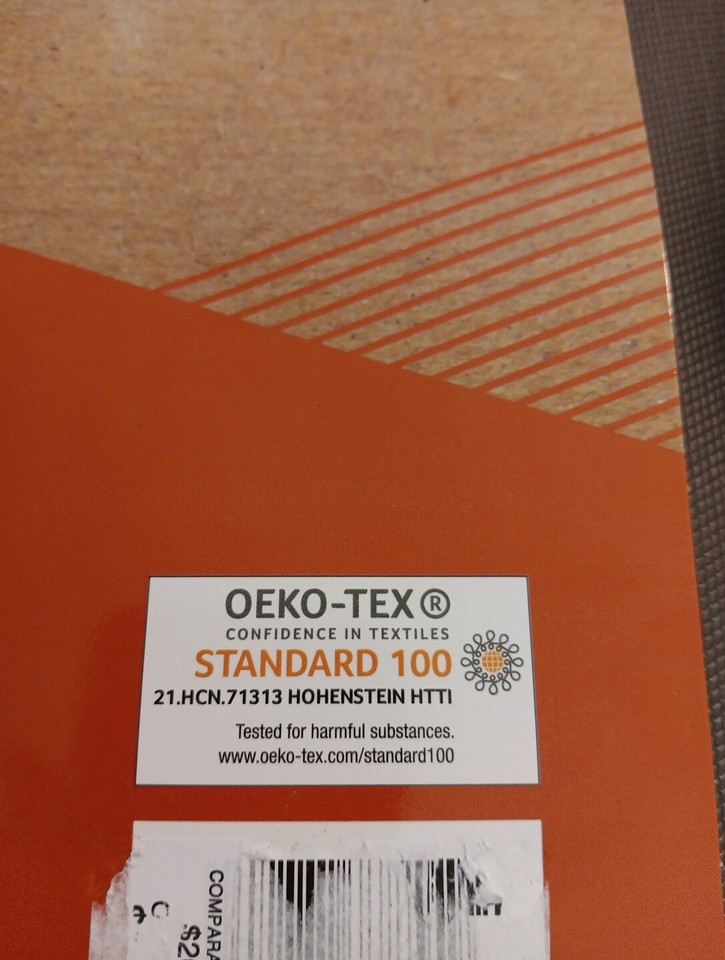 OEKO-TEX®
CONFIDENCE IN TEXTILES
STANDARD 100
21.HCN.71313 HOHENSTEIN HTTI
Tested for harmful substances.
www.oeko-tex.com/standard100